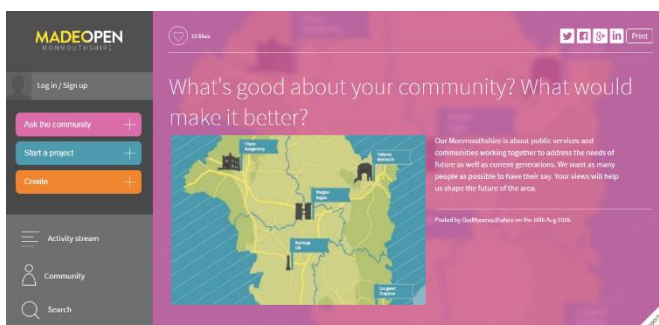 MADEOPEN
MONMOUTHSHIRE
Log in / Sign up
Ask the community
Start a project
Create
Activity stream
Community
Search
12 likes
Print
What's good about your community? What would
make it better?
Our Monmouthshire is about public services and
communities working together to address the needs of
future as well as current generations. We want as many
people as possible to have their say. Your views will help
us shape the future of the area.
Posted by OurMonmouthshire on the 16th Aug 2016.